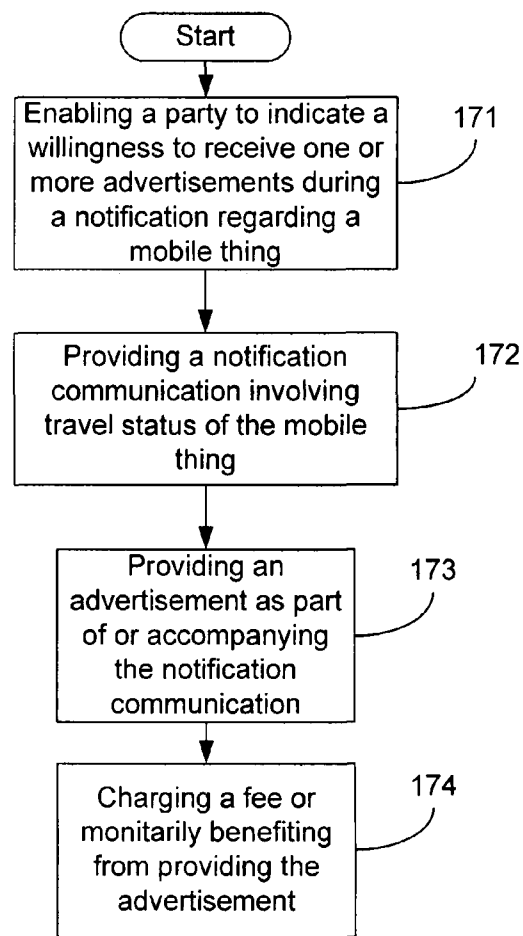 Start
Enabling a party to indicate a
willingness to receive one or
more advertisements during
a notification regarding a
mobile thing
171
Providing a notification
communication involving
travel status of the mobile
thing
172
Providing an
advertisement as part
of or accompanying
the notification
communication
173
Charging a fee or
monitarily benefiting
from providing the
advertisement
174